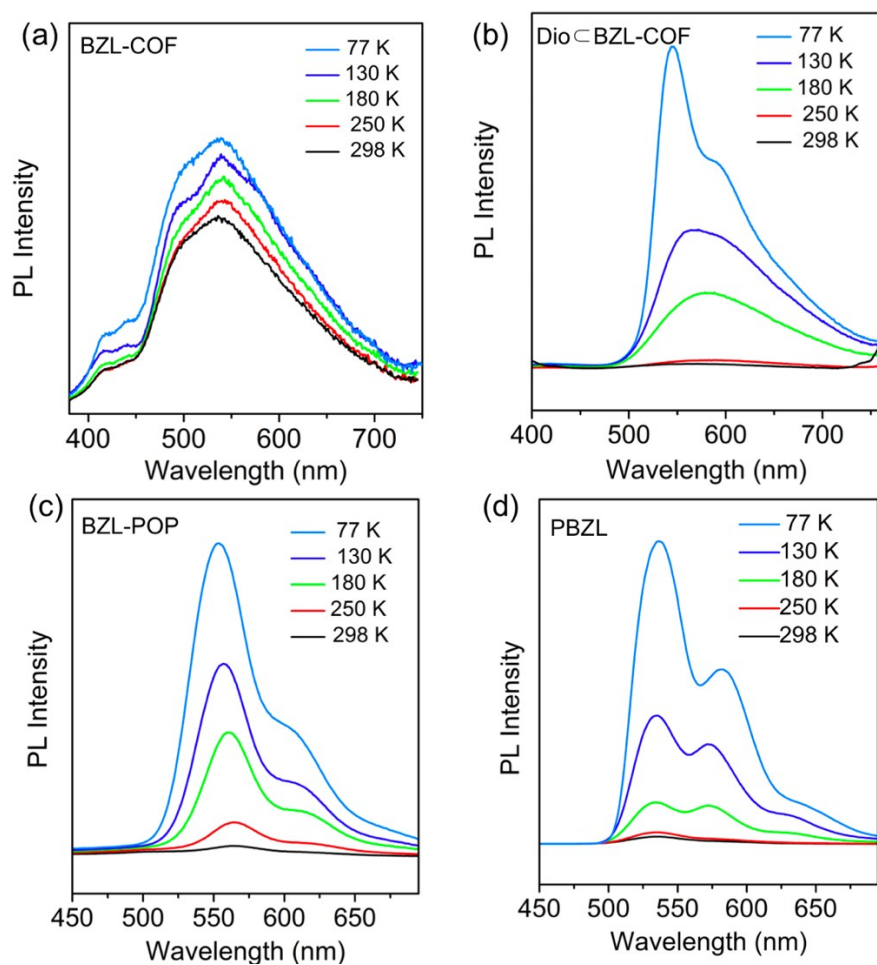 (a)
BZL-COF
77 K
130 K
180 K
250 K
298 K
PL Intensity
400 500 600 700
Wavelength (nm)
(b)
Dio⊂BZL-COF
77 K
130 K
180 K
250 K
298 K
PL Intensity
400 500 600 700
Wavelength (nm)
(c)
BZL-POP
77 K
130 K
180 K
250 K
298 K
PL Intensity
450 500 550 600 650
Wavelength (nm)
(d)
PBZL
77 K
130 K
180 K
250 K
298 K
PL Intensity
450 500 550 600 650
Wavelength (nm)